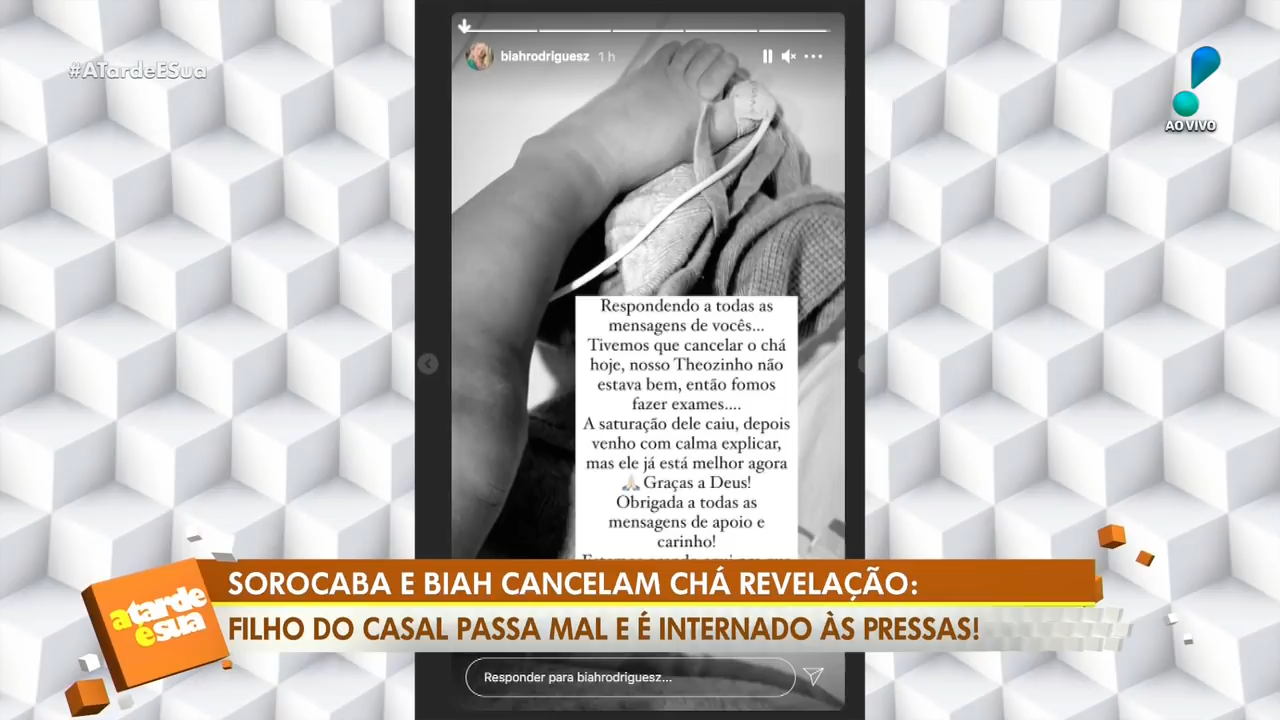 #ATardeESua
biahrodriguesz 1 h
AO VIVO
Respondendo a todas as
mensagens de vocês...
Tivemos que cancelar o chá
hoje, nosso Theozinho não
estava bem, então fomos
fazer exames....
A saturação dele caiu, depois
venho com calma explicar,
mas ele já está melhor agora
🙏🏻 Graças a Deus!
Obrigada a todas as
mensagens de apoio e
carinho!
a tarde
é sua
SOROCABA E BIAH CANCELAM CHÁ REVELAÇÃO:
FILHO DO CASAL PASSA MAL E É INTERNADO ÀS PRESSAS!
Responder para biahrodriguesz...